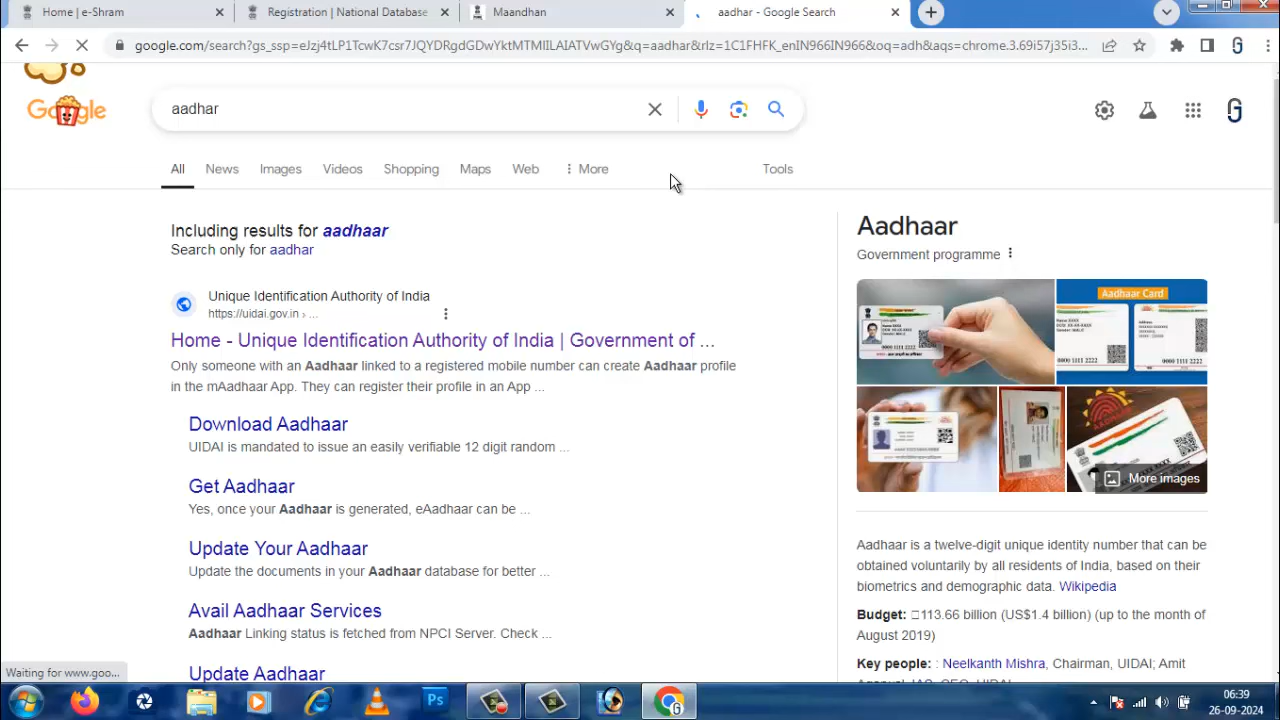 Home | e-Shram
Registration | National Database
Maandhan
aadhar - Google Search
google.com/search?gs_ssp=eJzj4tLP1TcwK7csr7JQYDRgdGDwYktMTMIILAIATVwGYg&q=aadhar&rlz=1C1FHFK_enIN966IN966&oq=adh&aqs=chrome.3.69i57j35i3...
Google
aadhar
All News Images Videos Shopping Maps Web More Tools
Including results for aadhaar
Search only for aadhar
Unique Identification Authority of India
https://uidai.gov.in › ...
Home - Unique Identification Authority of India | Government of ...
Only someone with an Aadhaar linked to a registered mobile number can create Aadhaar profile
in the mAadhaar App. They can register their profile in an App ...
Download Aadhaar
UIDAI is mandated to issue an easily verifiable 12 digit random ...
Get Aadhaar
Yes, once your Aadhaar is generated, eAadhaar can be ...
Update Your Aadhaar
Update the documents in your Aadhaar database for better ...
Avail Aadhaar Services
Aadhaar Linking status is fetched from NPCI Server. Check ...
Update Aadhaar
Aadhaar
Government programme
Aadhaar Card
0000 1111 2222
0000 1111 2222
More images
Aadhaar is a twelve-digit unique identity number that can be
obtained voluntarily by all residents of India, based on their
biometrics and demographic data. Wikipedia
Budget: 113.66 billion (US$1.4 billion) (up to the month of
August 2019)
Key people: : Neelkanth Mishra, Chairman, UIDAI; Amit
Waiting for www.goo...
Ps
06:39
26-09-2024